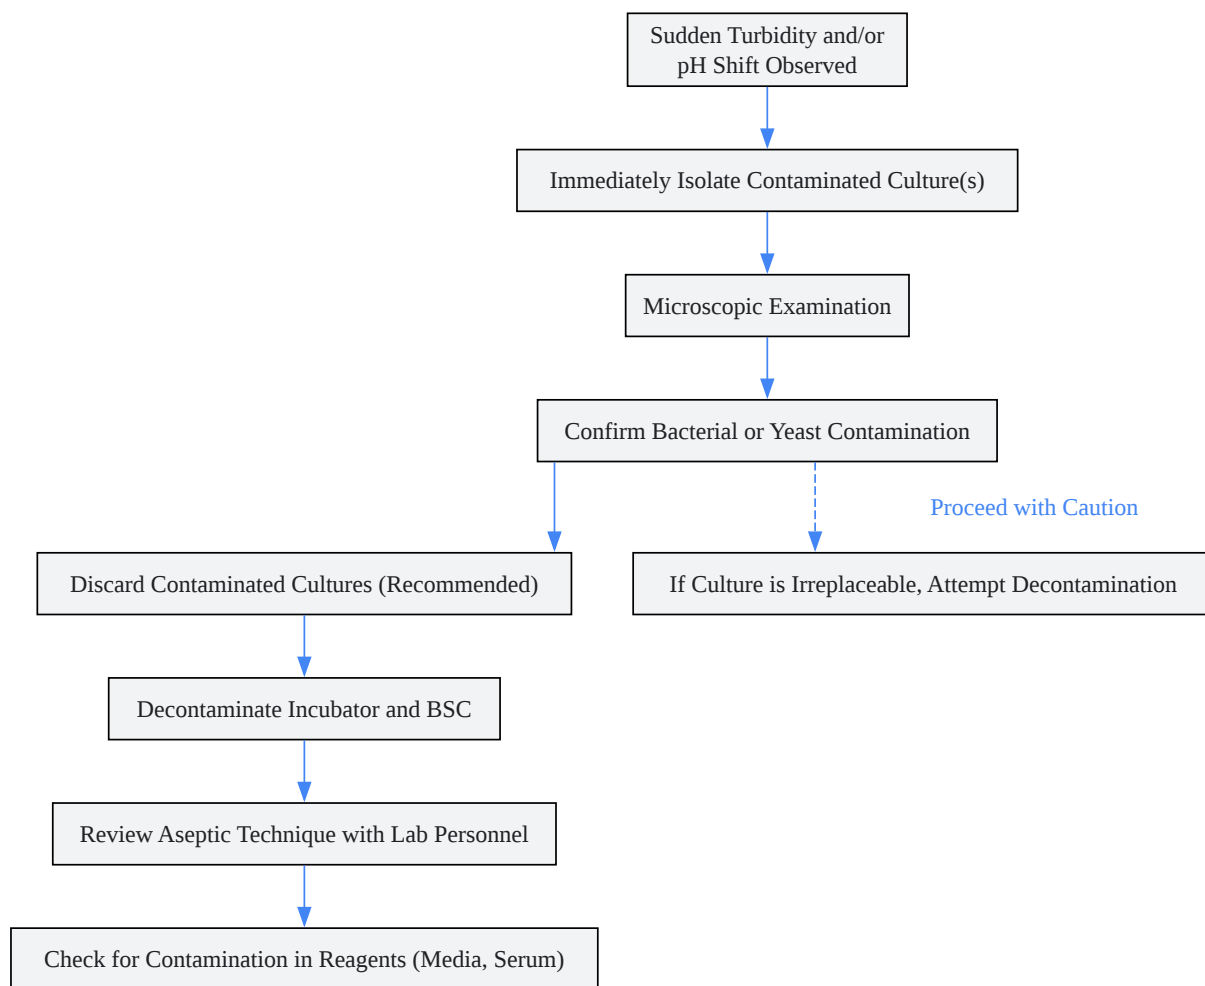 Sudden Turbidity and/or
pH Shift Observed
Immediately Isolate Contaminated Culture(s)
Microscopic Examination
Confirm Bacterial or Yeast Contamination
Proceed with Caution
Discard Contaminated Cultures (Recommended)
If Culture is Irreplaceable, Attempt Decontamination
Decontaminate Incubator and BSC
Review Aseptic Technique with Lab Personnel
Check for Contamination in Reagents (Media, Serum)